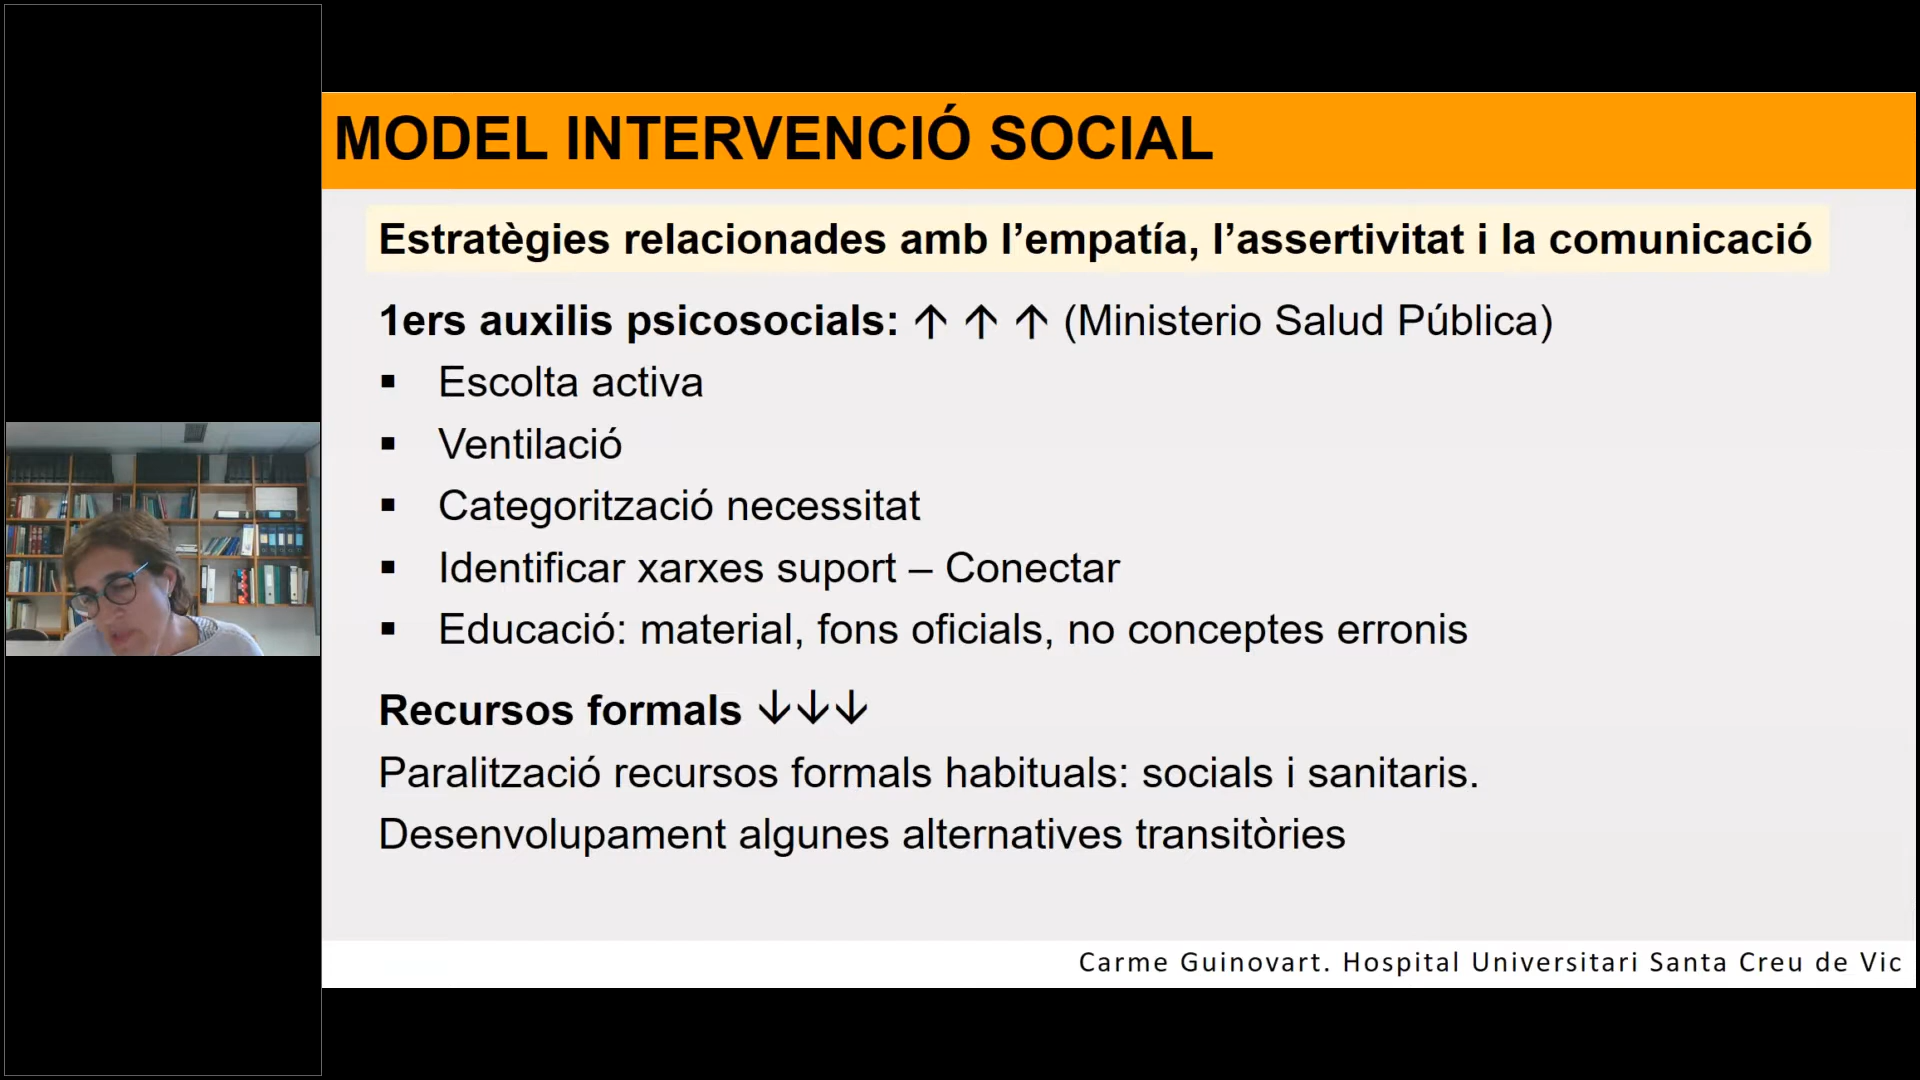 MODEL INTERVENCIÓ SOCIAL
Estratègies relacionades amb l’empatía, l’assertivitat i la comunicació
1ers auxilis psicosocials: ↑ ↑ ↑ (Ministerio Salud Pública)
▪ Escolta activa
▪ Ventilació
▪ Categorització necessitat
▪ Identificar xarxes suport – Conectar
▪ Educació: material, fons oficials, no conceptes erronis
Recursos formals ↓↓↓
Paralització recursos formals habituals: socials i sanitaris.
Desenvolupament algunes alternatives transitòries
Carme Guinovart. Hospital Universitari Santa Creu de Vic